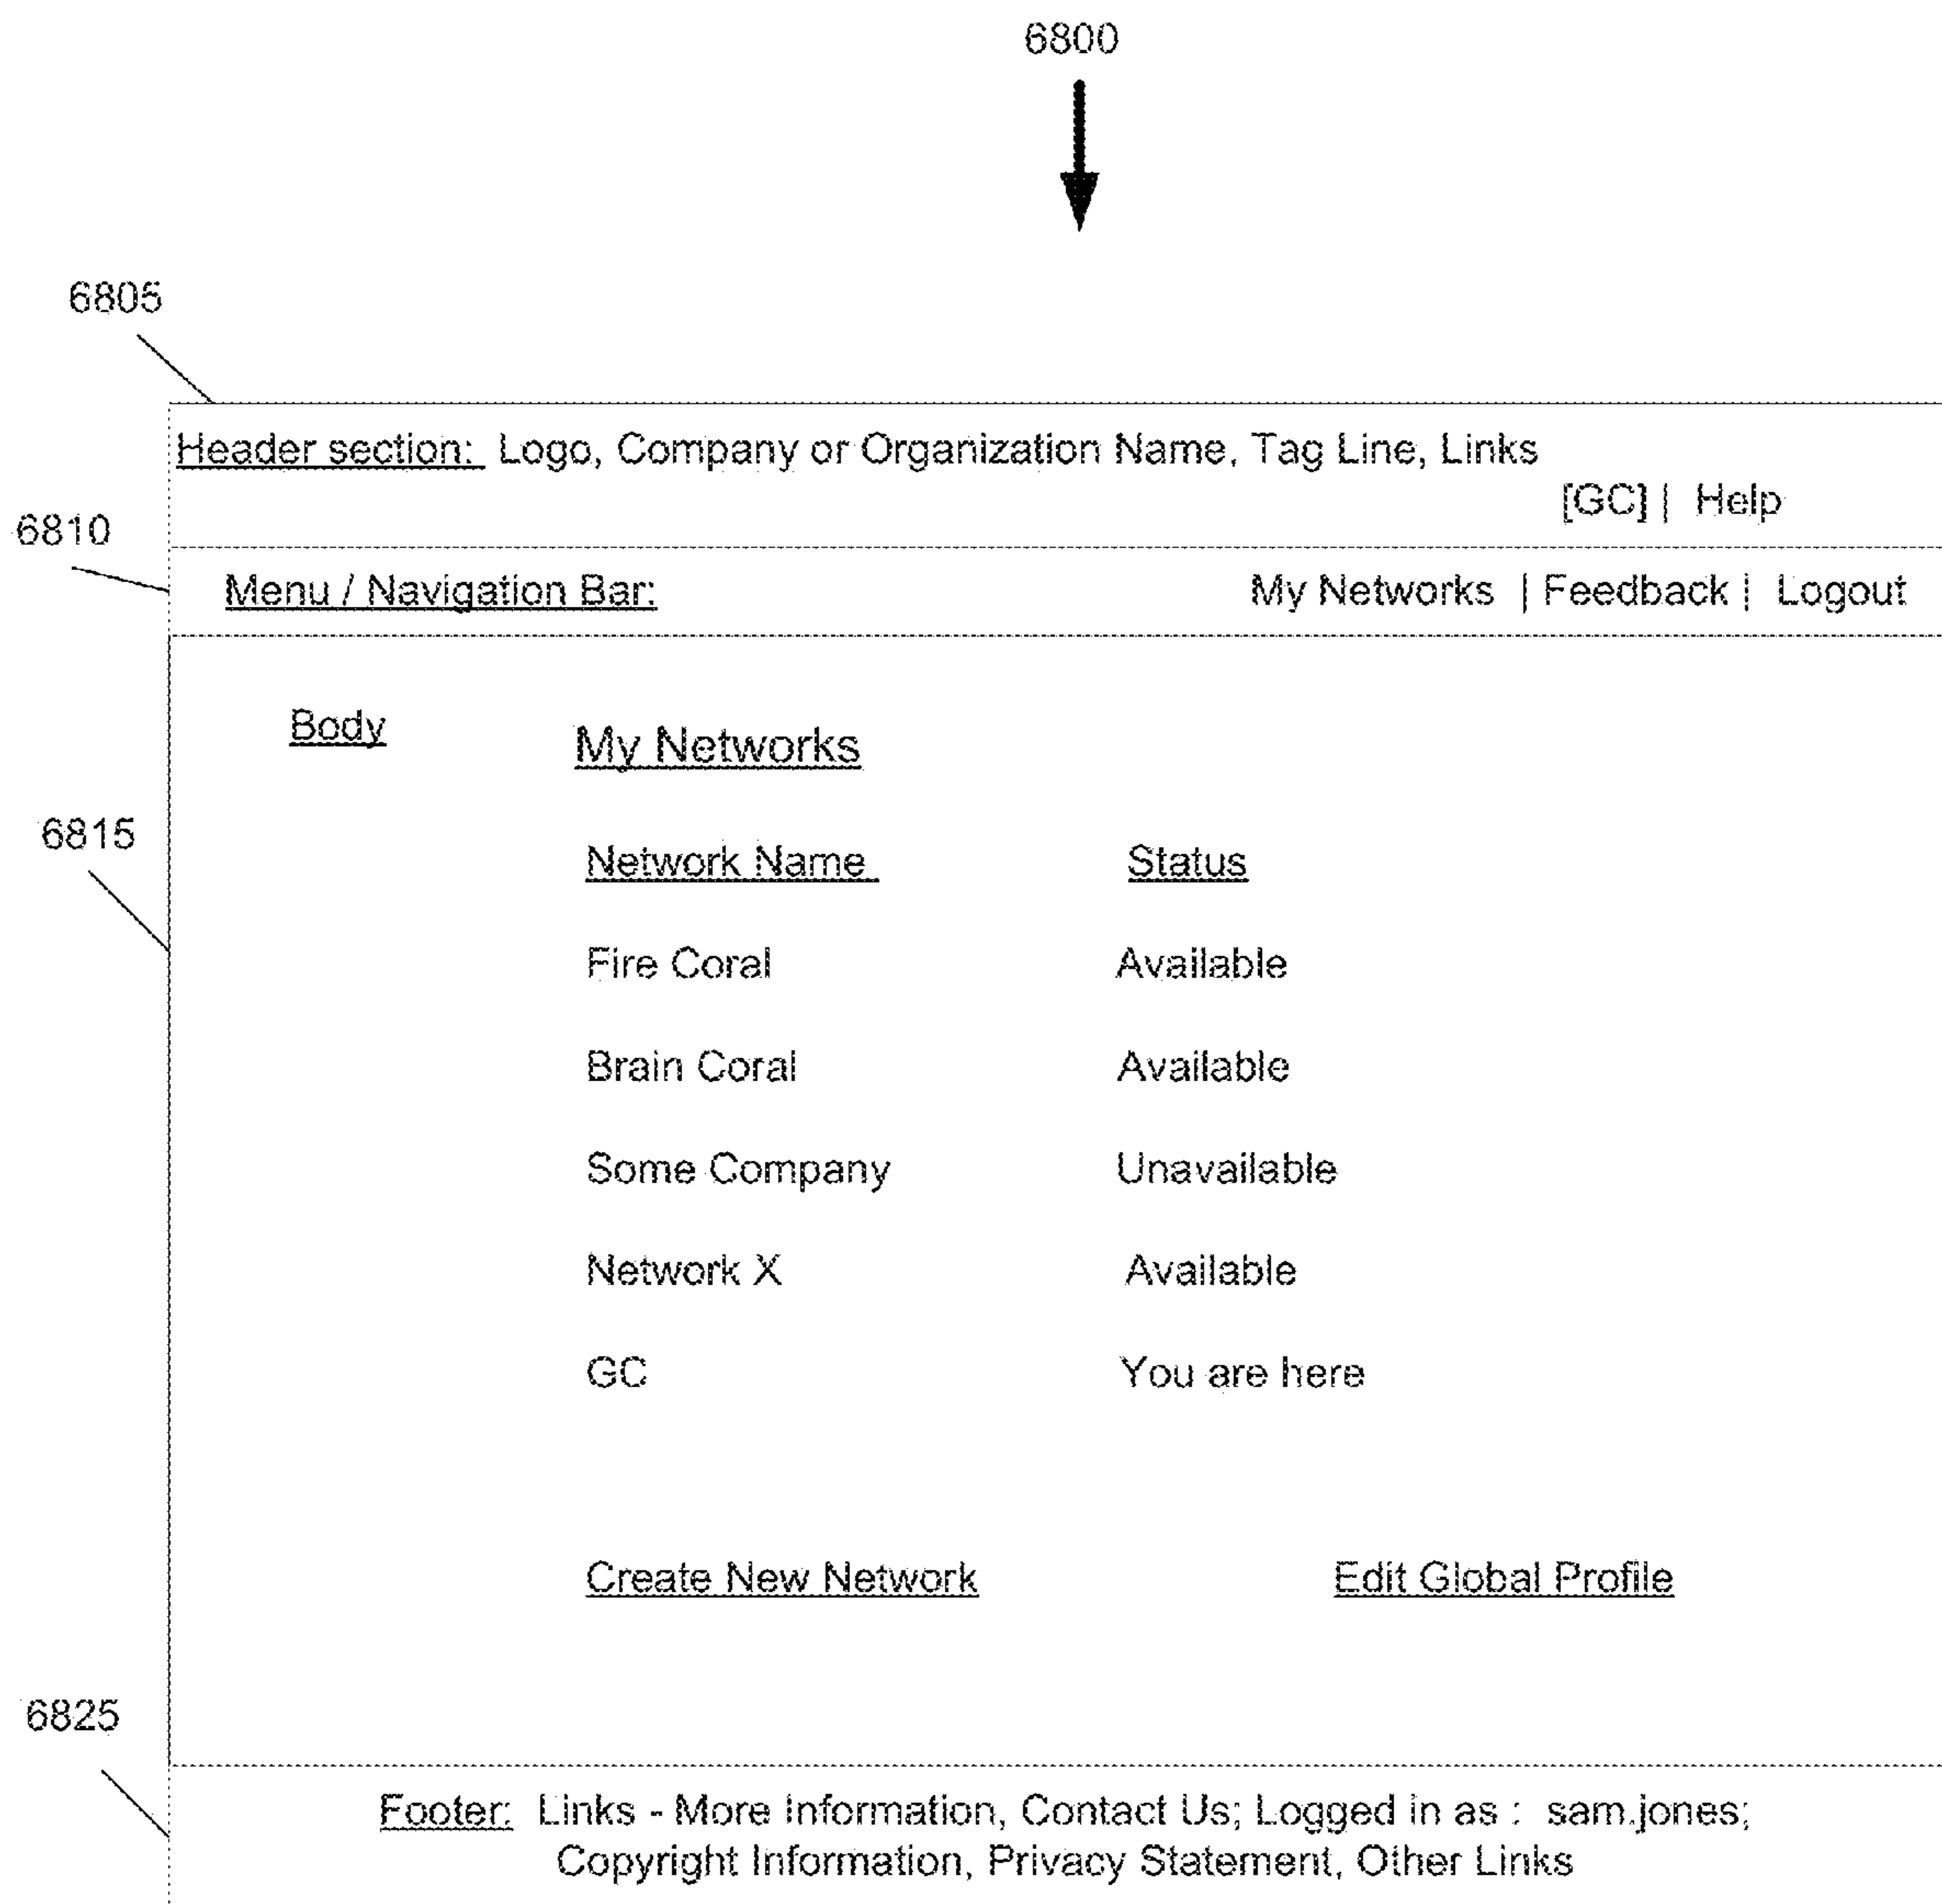 6800
6805
Header section: Logo, Company or Organization Name, Tag Line, Links
[GC] | Help
6810
Menu / Navigation Bar: My Networks | Feedback | Logout
Body
My Networks
6815
Network Name Status
Fire Coral Available
Brain Coral Available
Some Company Unavailable
Network X Available
GC You are here
Create New Network Edit Global Profile
6825
Footer: Links - More Information, Contact Us; Logged in as : sam.jones;
Copyright Information, Privacy Statement, Other Links